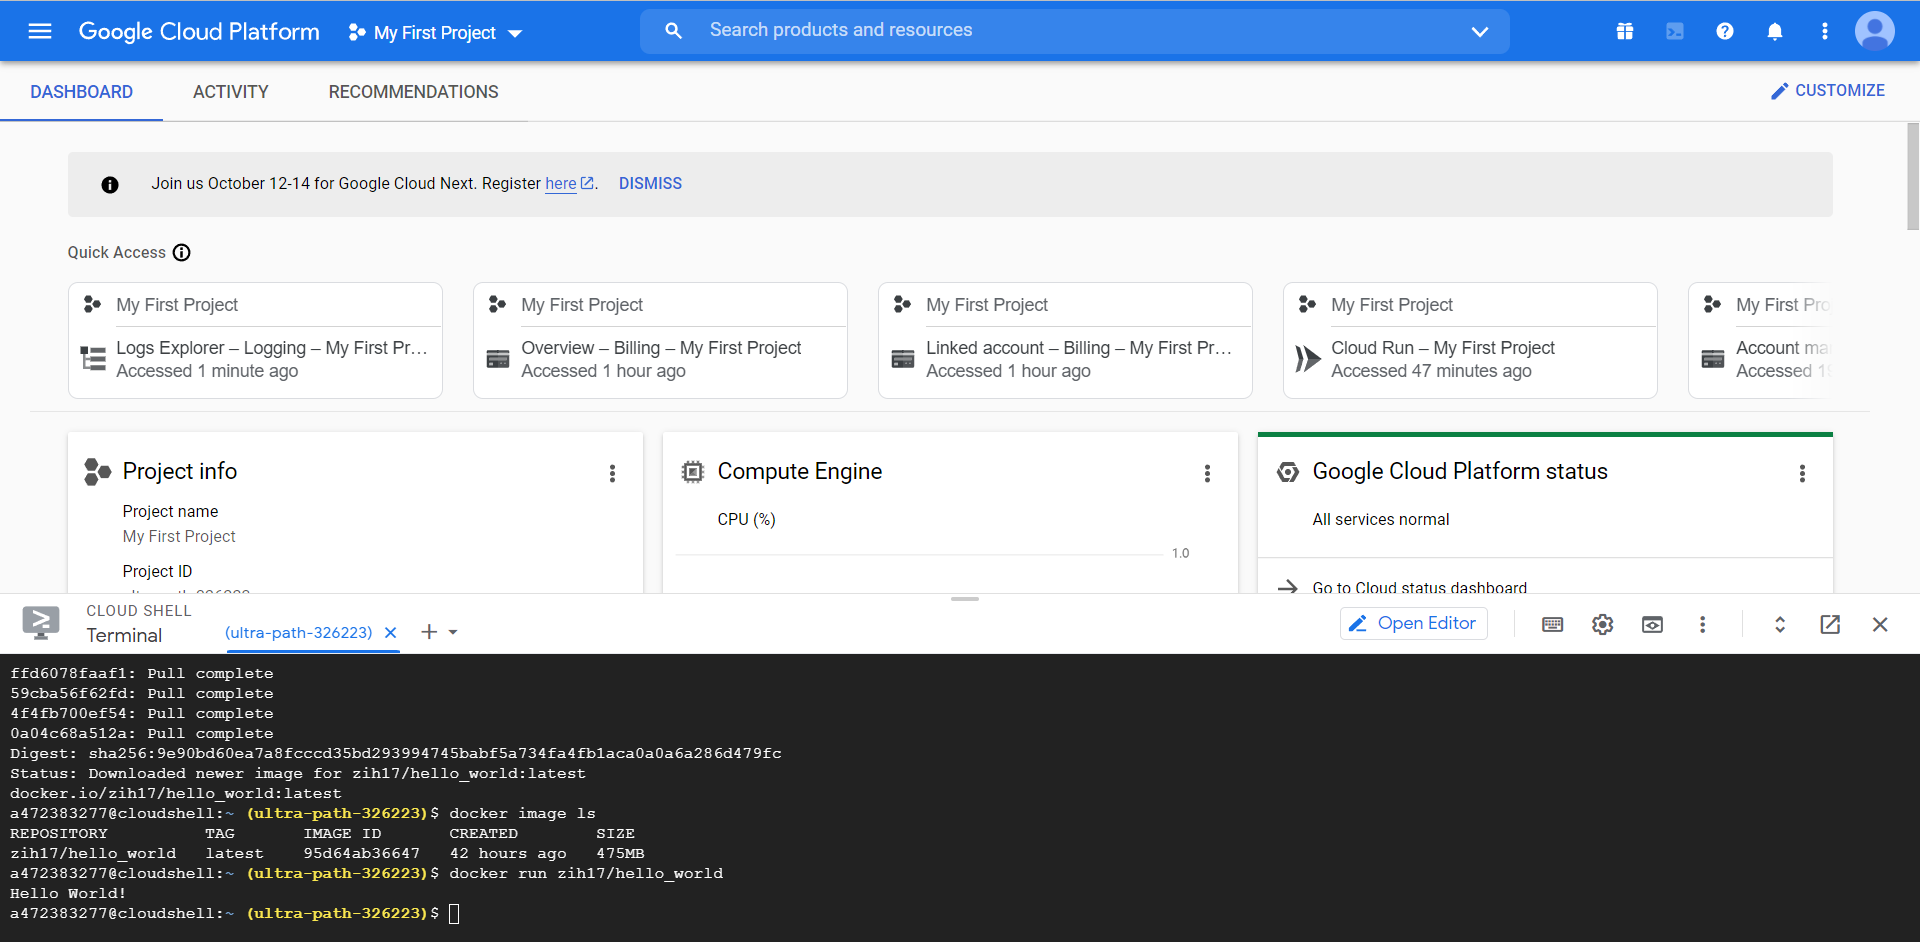 Google Cloud Platform
My First Project
Search products and resources
DASHBOARD
ACTIVITY
RECOMMENDATIONS
CUSTOMIZE
Join us October 12-14 for Google Cloud Next. Register here. DISMISS
Quick Access
My First Project
Logs Explorer – Logging – My First Pr...
Accessed 1 minute ago
My First Project
Overview – Billing – My First Project
Accessed 1 hour ago
My First Project
Linked account – Billing – My First Pr...
Accessed 1 hour ago
My First Project
Cloud Run – My First Project
Accessed 47 minutes ago
My First Pro
Account ma
Accessed
Project info
Project name
My First Project
Project ID
Compute Engine
CPU (%)
1.0
Google Cloud Platform status
All services normal
Go to Cloud status dashboard
CLOUD SHELL
Terminal
(ultra-path-326223)
Open Editor
ffd6078faaf1: Pull complete
59cba56f62fd: Pull complete
4f4fb700ef54: Pull complete
0a04c68a512a: Pull complete
Digest: sha256:9e90bd60ea7a8fcccd35bd293994745babf5a734fa4fb1aca0a0a6a286d479fc
Status: Downloaded newer image for zih17/hello_world:latest
docker.io/zih17/hello_world:latest
a472383277@cloudshell:~ (ultra-path-326223)$ docker image ls
REPOSITORY TAG IMAGE ID CREATED SIZE
zih17/hello_world latest 95d64ab36647 42 hours ago 475MB
a472383277@cloudshell:~ (ultra-path-326223)$ docker run zih17/hello_world
Hello World!
a472383277@cloudshell:~ (ultra-path-326223)$